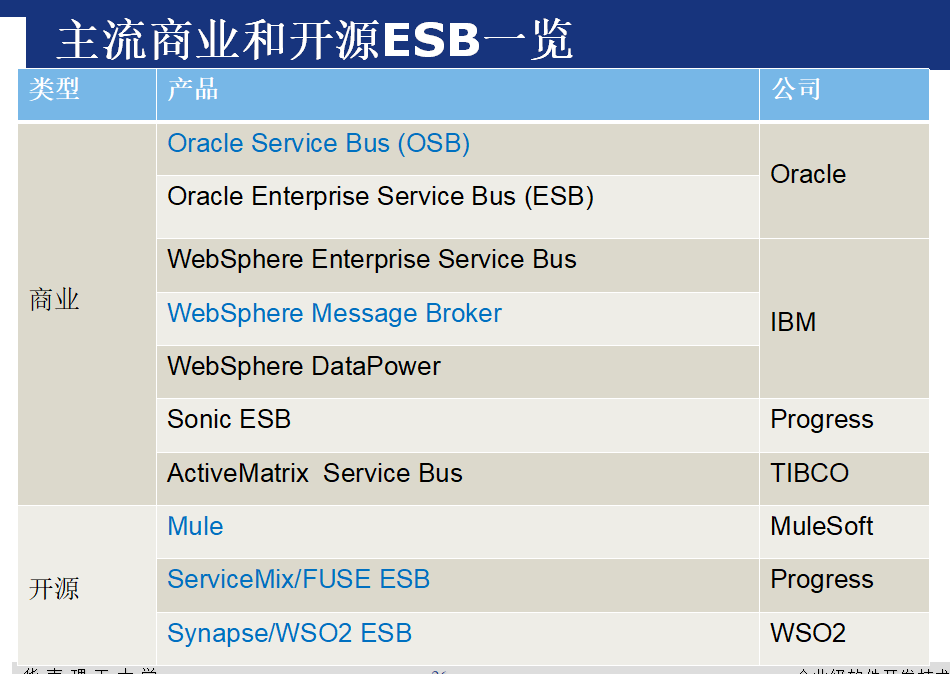 主流商业和开源ESB一览
类型 产品 公司
商业
Oracle Service Bus (OSB)
Oracle
Oracle Enterprise Service Bus (ESB)
WebSphere Enterprise Service Bus
WebSphere Message Broker
IBM
WebSphere DataPower
Sonic ESB Progress
ActiveMatrix  Service Bus TIBCO
开源
Mule MuleSoft
ServiceMix/FUSE ESB Progress
Synapse/WSO2 ESB WSO2